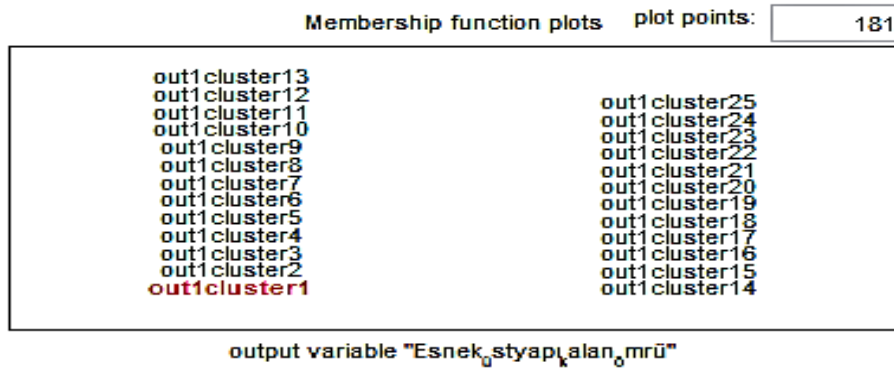 Membership function plots plot points: 181
out1cluster13
out1cluster12
out1cluster11
out1cluster10
out1cluster9
out1cluster8
out1cluster7
out1cluster6
out1cluster5
out1cluster4
out1cluster3
out1cluster2
out1cluster1
out1cluster25
out1cluster24
out1cluster23
out1cluster22
out1cluster21
out1cluster20
out1cluster19
out1cluster18
out1cluster17
out1cluster16
out1cluster15
out1cluster14
output variable "Esneküstyapıkalanomrü"